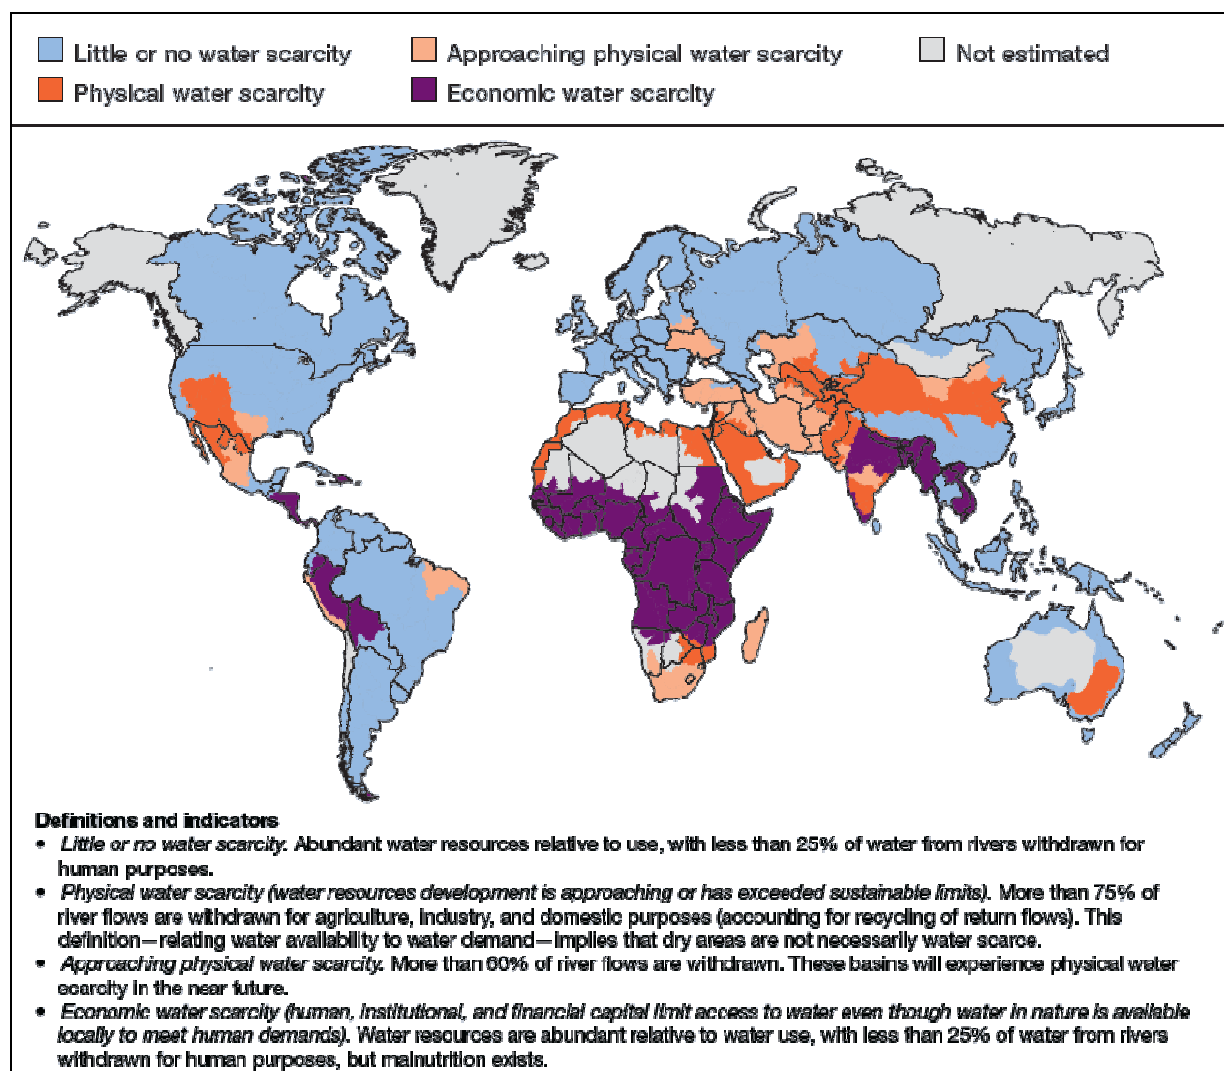 Little or no water scarcity
Approaching physical water scarcity
Not estimated
Physical water scarcity
Economic water scarcity
Definitions and indicators
• Little or no water scarcity. Abundant water resources relative to use, with less than 25% of water from rivers withdrawn for
human purposes.
• Physical water scarcity (water resources development is approaching or has exceeded sustainable limits). More than 75% of
river flows are withdrawn for agriculture, industry, and domestic purposes (accounting for recycling of return flows). This
definition—relating water availability to water demand—implies that dry areas are not necessarily water scarce.
• Approaching physical water scarcity. More than 60% of river flows are withdrawn. These basins will experience physical water
scarcity in the near future.
• Economic water scarcity (human, institutional, and financial capital limit access to water even though water in nature is available
locally to meet human demands). Water resources are abundant relative to water use, with less than 25% of water from rivers
withdrawn for human purposes, but malnutrition exists.